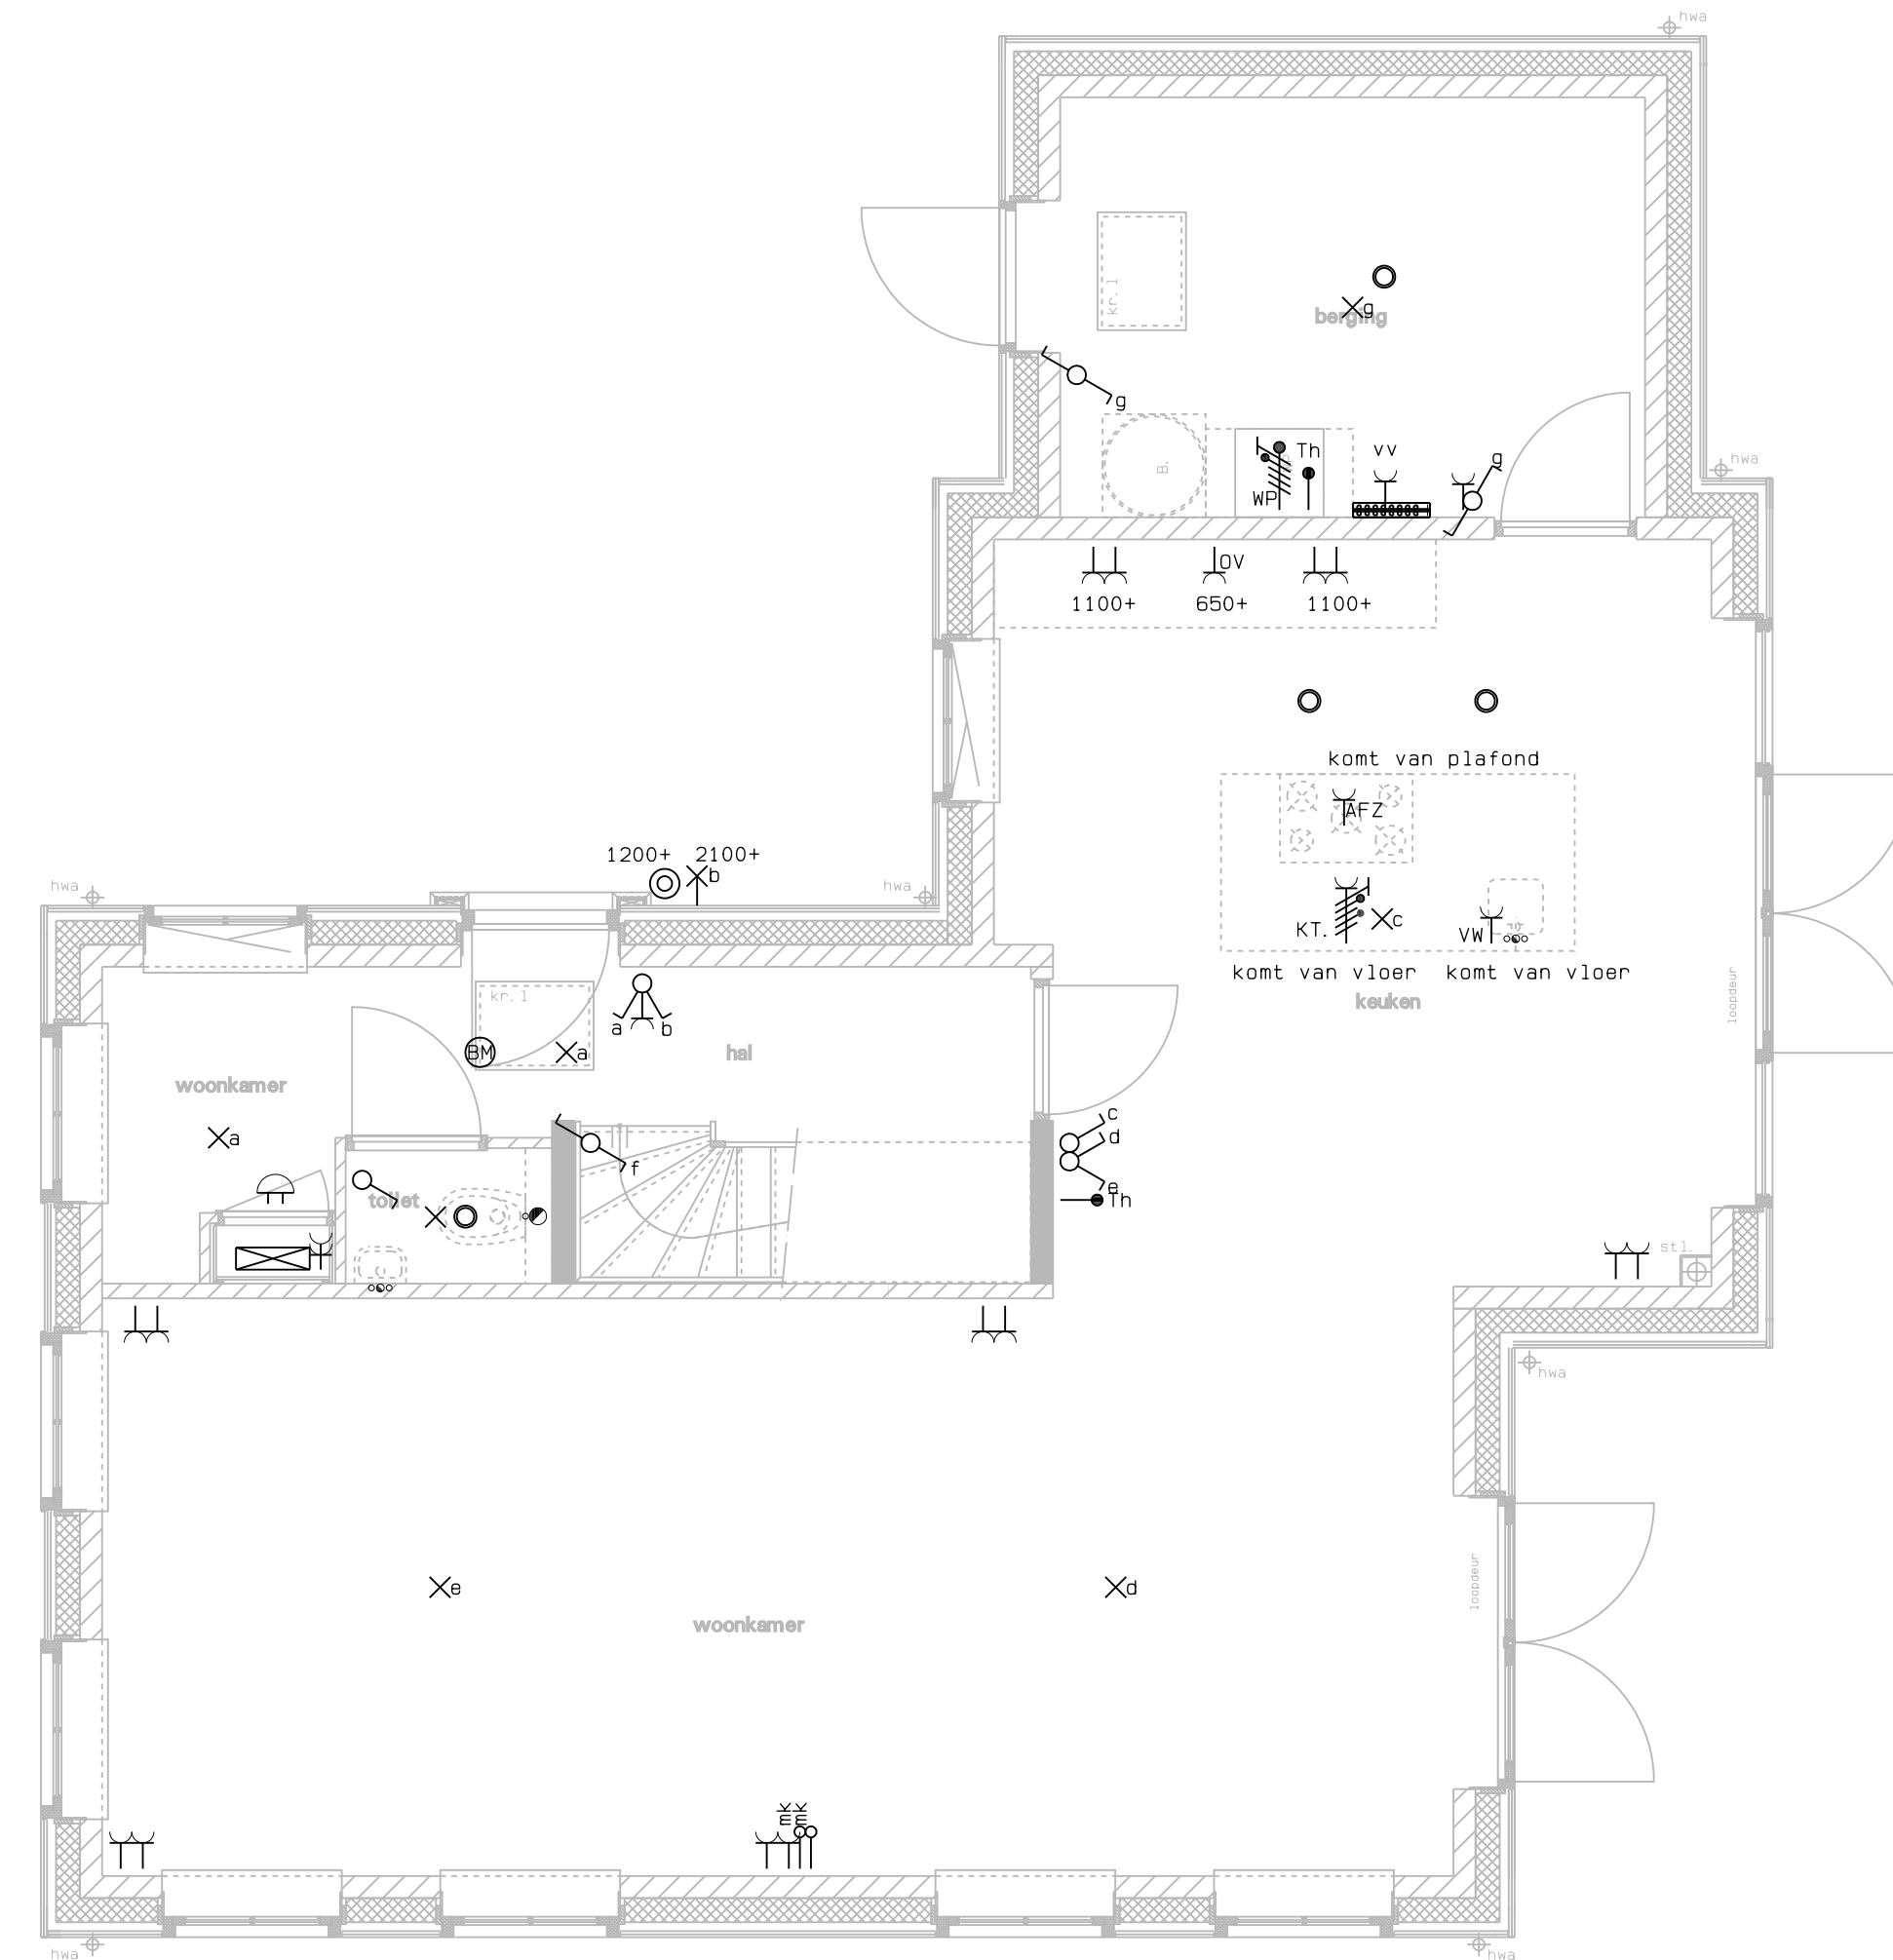 hwa
kr.l
g
berging
g
B.
Th
vv
g
hwa
WP
OV
1100+ 650+ 1100+
komt van plafond
AFZ
1200+ 2100+
b
hwa
hwa
KT.
c
VW
komt van vloer komt van vloer
keuken
loopdeur
kr.l
a b
BM
a
hal
woonkamer
a
c
d
e
Th
f
toilet
stl.
hwa
e
d
loopdeur
woonkamer
mk
mk
hwa
hwa